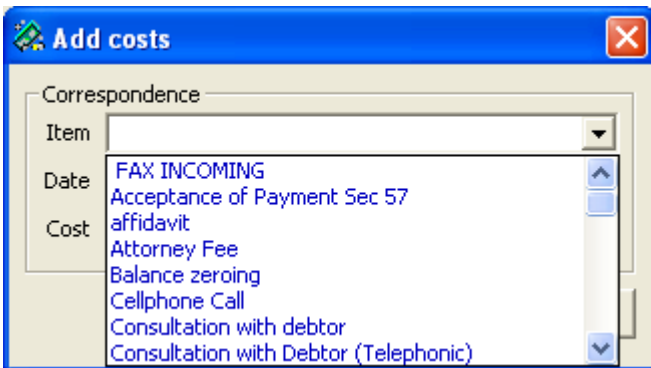 Add costs
Correspondence
Item
Date
Cost
FAX INCOMING
Acceptance of Payment Sec 57
affidavit
Attorney Fee
Balance zeroing
Cellphone Call
Consultation with debtor
Consultation with Debtor (Telephonic)